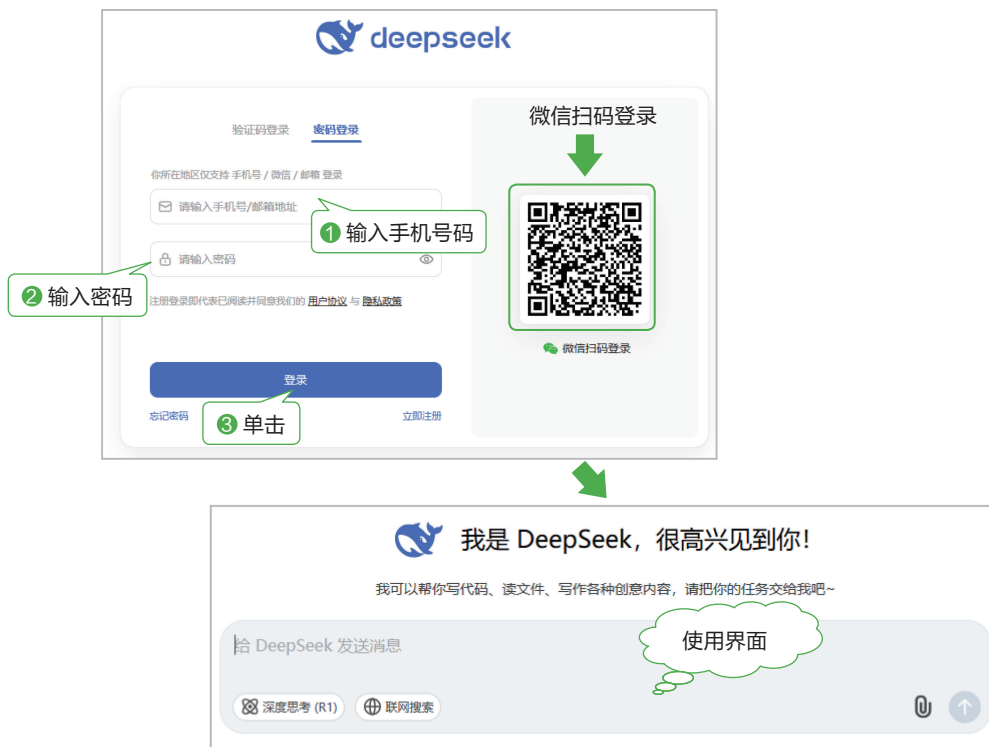 deepseek
验证码登录 密码登录
微信扫码登录
你所在地区仅支持 手机号 / 微信 / 邮箱 登录
请输入手机号/邮箱地址
① 输入手机号码
请输入密码
② 输入密码
注册登录即代表已阅读并同意我们的 用户协议 与 隐私政策
微信扫码登录
登录
忘记密码 立即注册
③ 单击
我是 DeepSeek，很高兴见到你！
我可以帮你写代码、读文件、写作各种创意内容，请把你的任务交给我吧~
使用界面
给 DeepSeek 发送消息
深度思考 (R1) 联网搜索